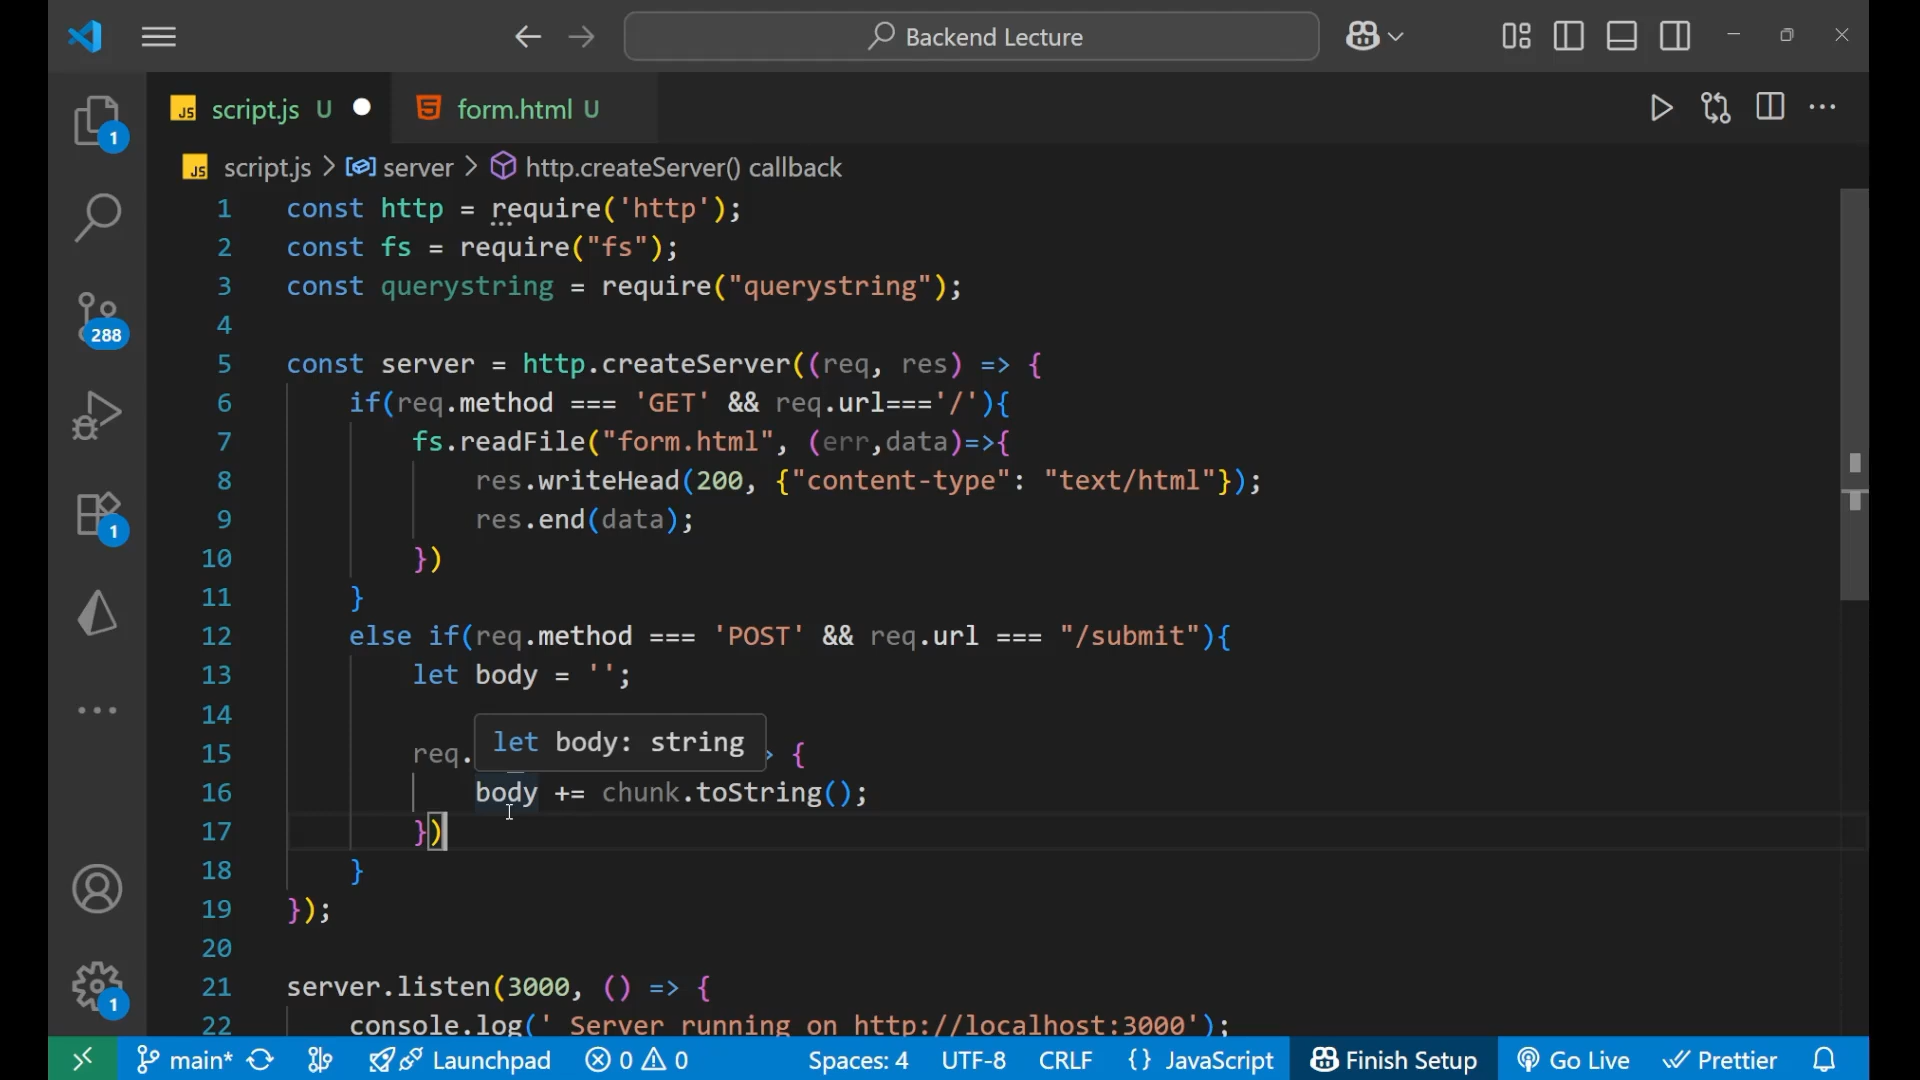 Backend Lecture
JS script.js U
form.html U
JS script.js > server > http.createServer() callback
1 const http = require('http');
2 const fs = require("fs");
3 const querystring = require("querystring");
4
5 const server = http.createServer((req, res) => {
6 if(req.method === 'GET' && req.url==='/'){
7 fs.readFile("form.html", (err,data)=>{
8 res.writeHead(200, {"content-type": "text/html"});
9 res.end(data);
10 })
11 }
12 else if(req.method === 'POST' && req.url === "/submit"){
13 let body = '';
14
let body: string
15 req. > {
16 body += chunk.toString();
17 })
18 }
19 });
20
21 server.listen(3000, () => {
22 console.log(' Server running on http://localhost:3000');
1
288
1
1
main* Launchpad 0 0 Spaces: 4 UTF-8 CRLF {} JavaScript Finish Setup Go Live Prettier